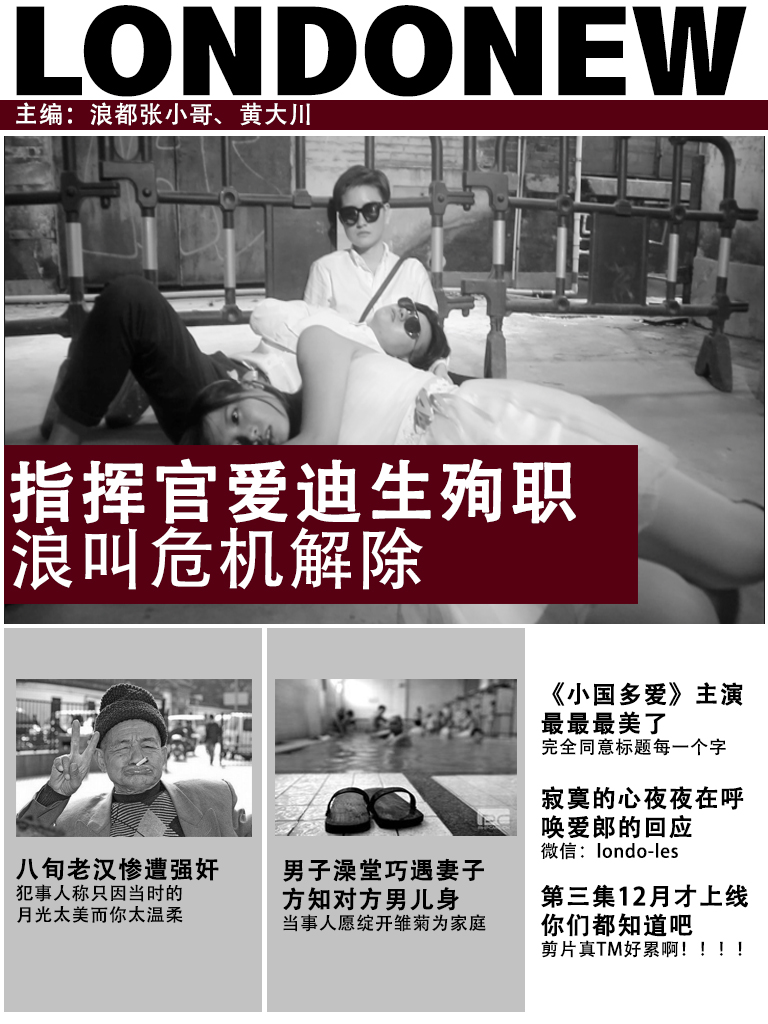 LONDONEW
主编：浪都张小哥、黄大川
指挥官爱迪生殉职
浪叫危机解除
八旬老汉惨遭强奸
犯事人称只因当时的
月光太美而你太温柔
男子澡堂巧遇妻子
方知对方男儿身
当事人愿绽开雏菊为家庭
《小国多爱》主演
最最最美了
完全同意标题每一个字
寂寞的心夜夜在呼
唤爱郎的回应
微信：londo-les
第三集12月才上线
你们都知道吧
剪片真TM好累啊！！！！